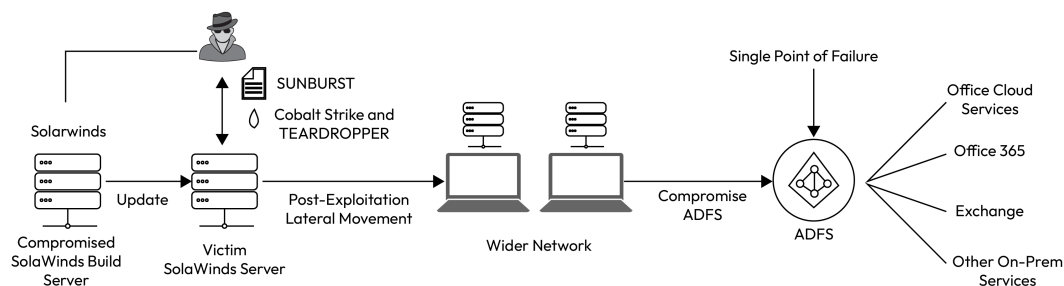 Single Point of Failure
SUNBURST
Cobalt Strike and
TEARDROPPER
Office Cloud
Services
Solarwinds
Office 365
Update
Post-Exploitation
Lateral Movement
Compromise
ADFS
Exchange
ADFS
Compromised
SolaWinds Build
Server
Victim
SolaWinds Server
Wider Network
Other On-Prem
Services